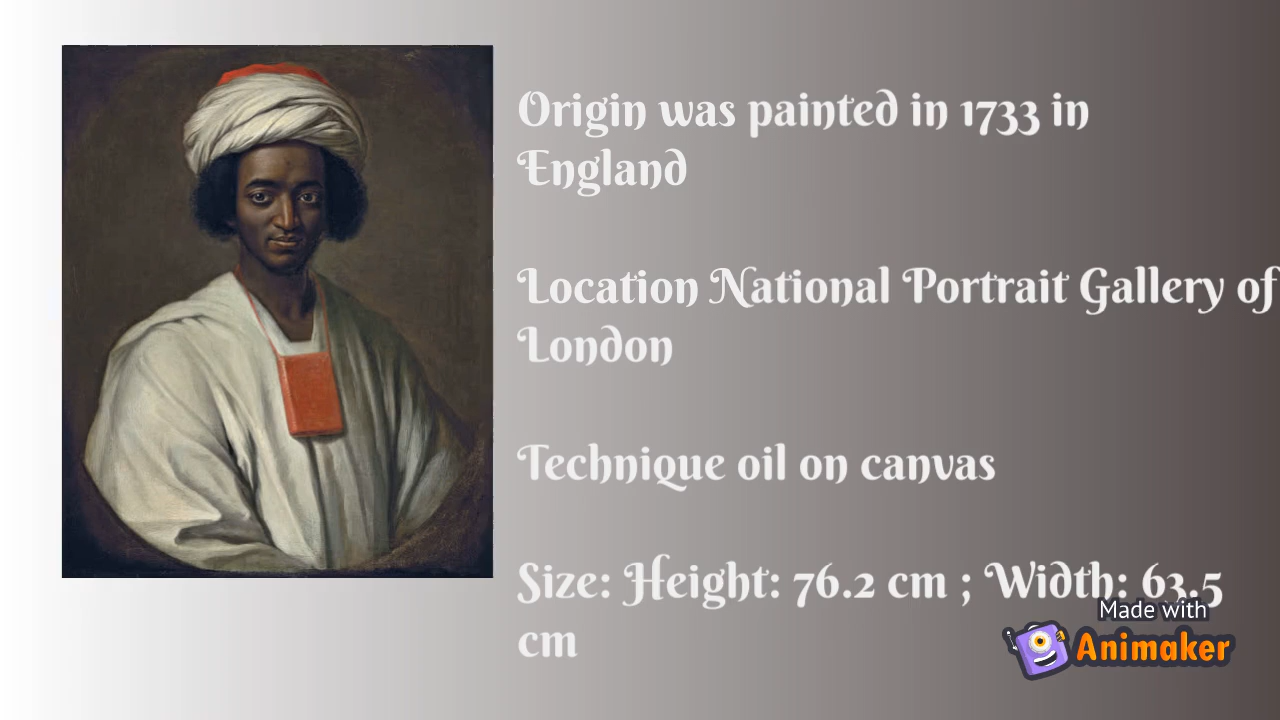 Origin was painted in 1733 in
England
Location National Portrait Gallery of
London
Technique oil on canvas
Size: Height: 76.2 cm ; Width: 63.5
cm
Made with
Animaker